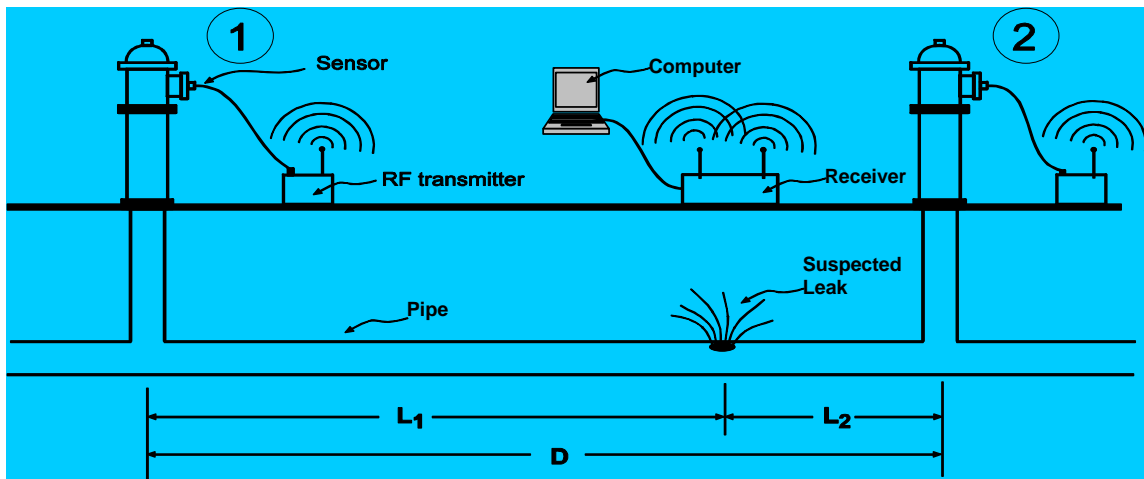 1
2
Sensor
Computer
RF transmitter
Receiver
Suspected
Leak
Pipe
L1
L2
D